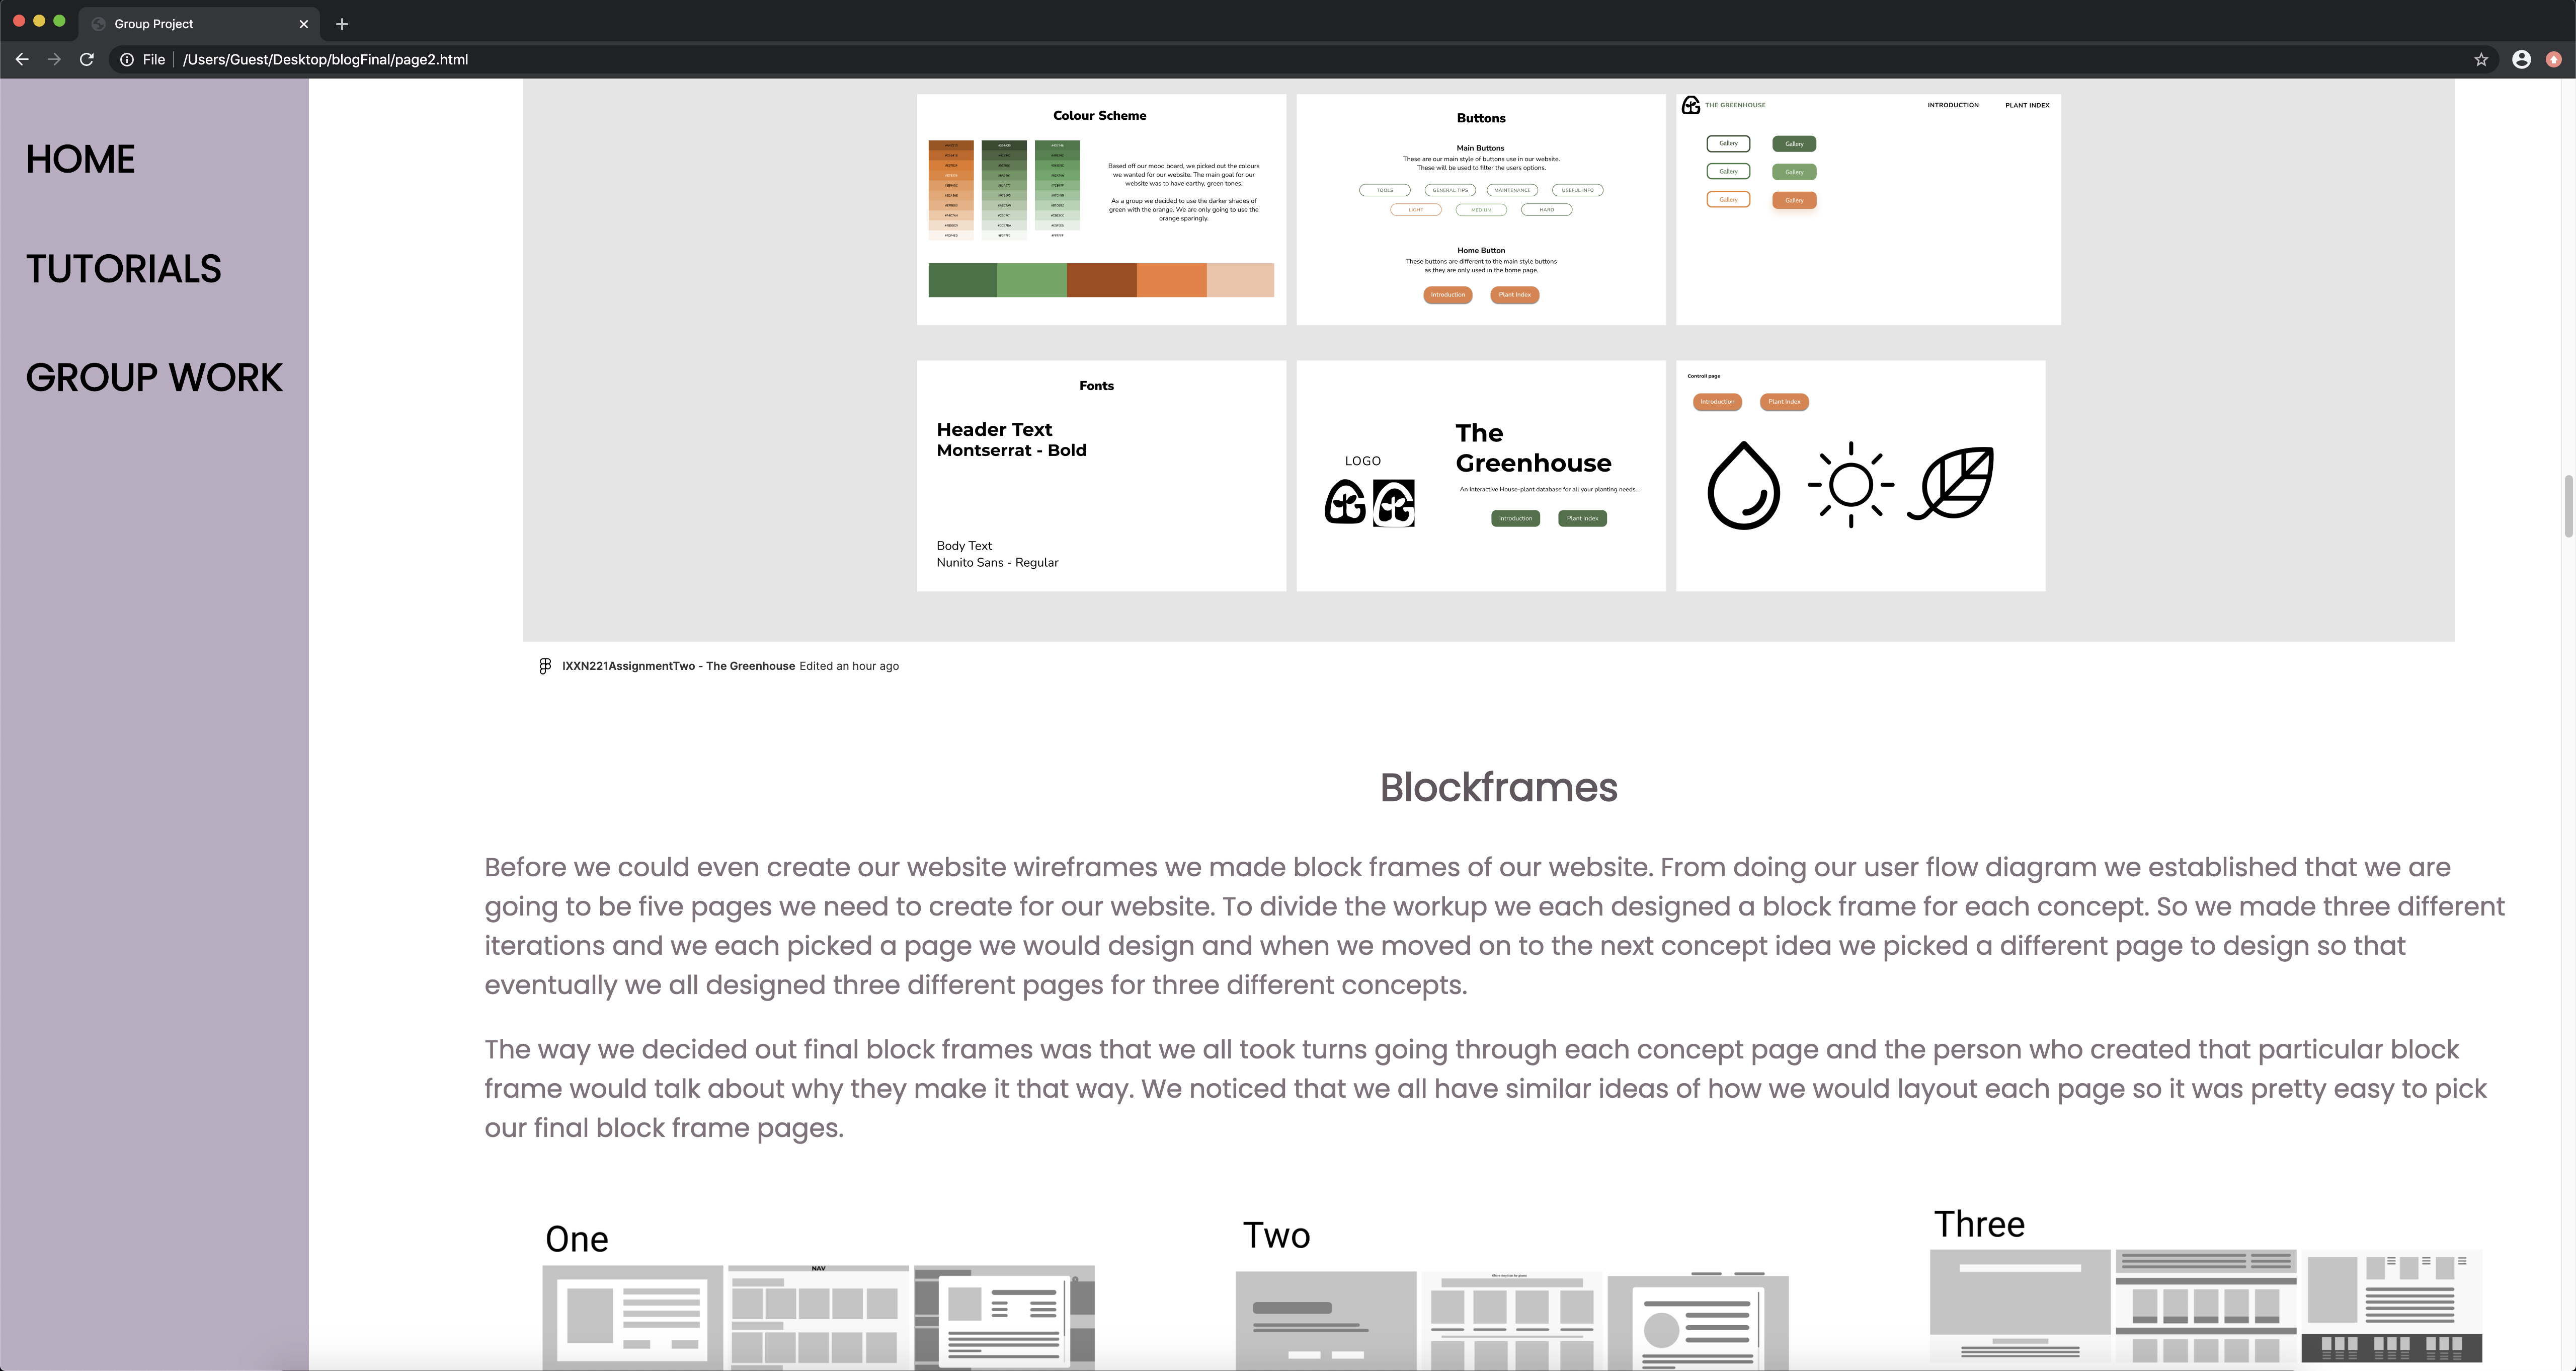 Group Project
File
/Users/Guest/Desktop/blogFinal/page2.html
HOME
TUTORIALS
GROUP WORK
Colour Scheme
Based off our mood board, we picked out the colours
we wanted for our website. The main goal for our
website was to have earthy, green tones.
As a group we decided to use the darker shades of
green with the orange. We are only going to use the
orange sparingly.
Buttons
Main Buttons
These are our main style of buttons use in our website.
These will be used to filter the users options.
TOOLS GENERAL TIPS MAINTENANCE USEFUL INFO
LIGHT MEDIUM HARD
Home Button
These buttons are different to the main style buttons
as they are only used in the home page.
Introduction Plant Index
THE GREENHOUSE INTRODUCTION PLANT INDEX
Gallery Gallery
Gallery Gallery
Gallery Gallery
Fonts
Header Text
Montserrat - Bold
Body Text
Nunito Sans - Regular
LOGO
The
Greenhouse
An Interactive House-plant database for all your planting needs...
Introduction Plant Index
Controll page
Introduction Plant Index
IXXN221AssignmentTwo - The Greenhouse Edited an hour ago
Blockframes
Before we could even create our website wireframes we made block frames of our website. From doing our user flow diagram we established that we are
going to be five pages we need to create for our website. To divide the workup we each designed a block frame for each concept. So we made three different
iterations and we each picked a page we would design and when we moved on to the next concept idea we picked a different page to design so that
eventually we all designed three different pages for three different concepts.
The way we decided out final block frames was that we all took turns going through each concept page and the person who created that particular block
frame would talk about why they make it that way. We noticed that we all have similar ideas of how we would layout each page so it was pretty easy to pick
our final block frame pages.
One
NAV
Two
Three